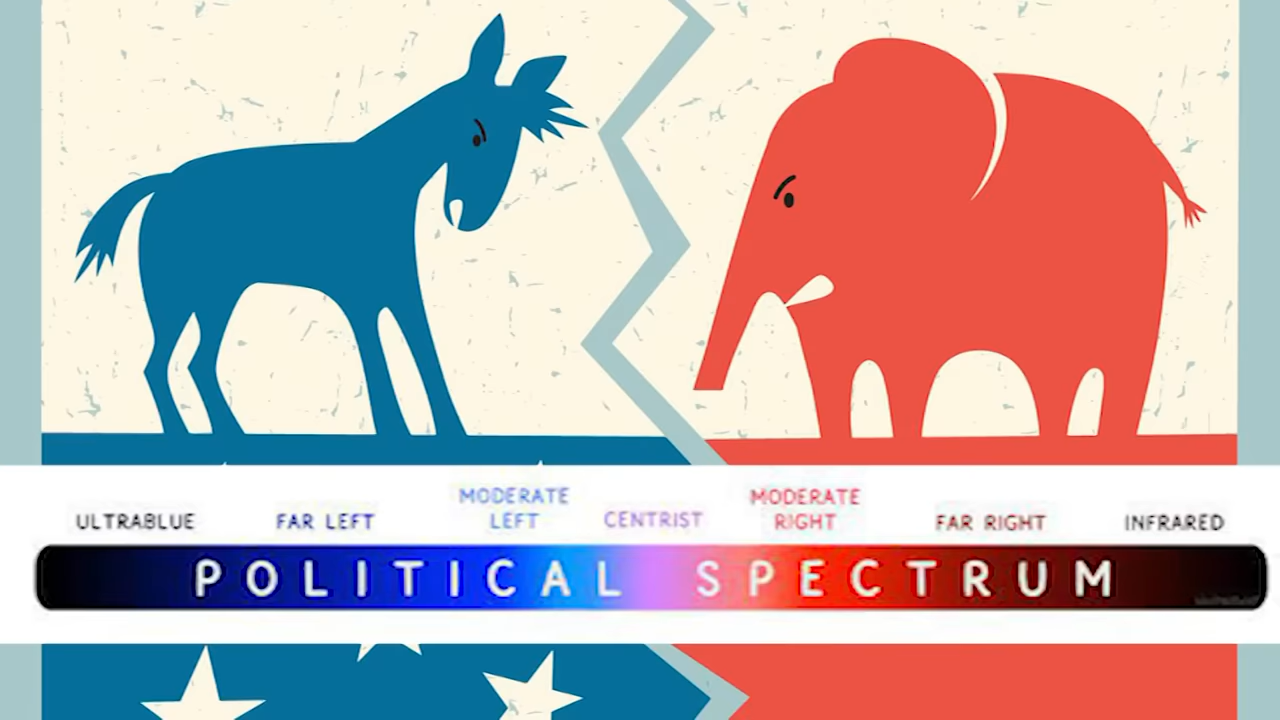 ULTRABLUE
FAR LEFT
MODERATE
LEFT
CENTRIST
MODERATE
RIGHT
FAR RIGHT
INFRARED
POLITICAL SPECTRUM